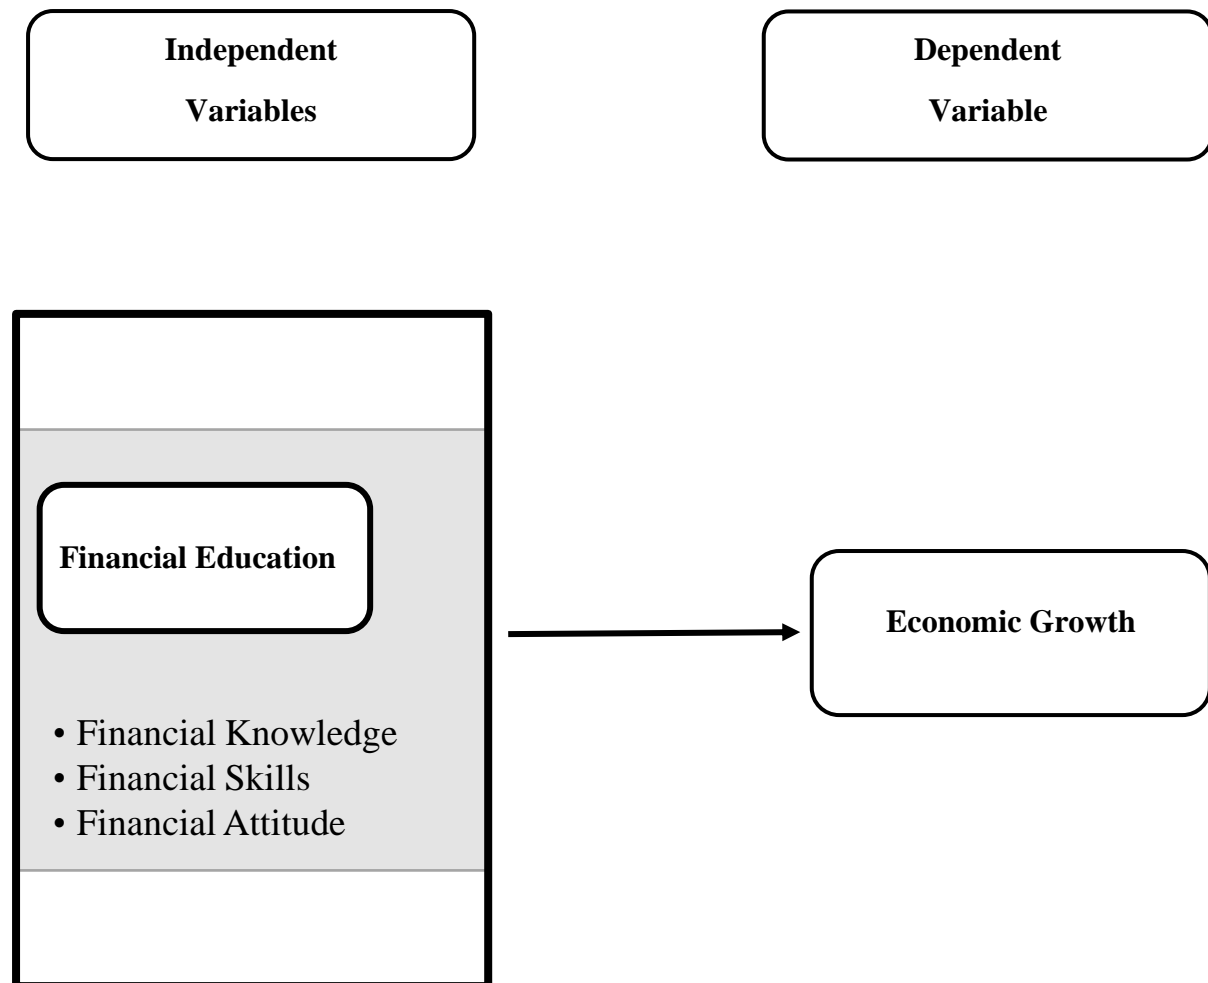 Independent
Variables
Dependent
Variable
Financial Education
• Financial Knowledge
• Financial Skills
• Financial Attitude
Economic Growth